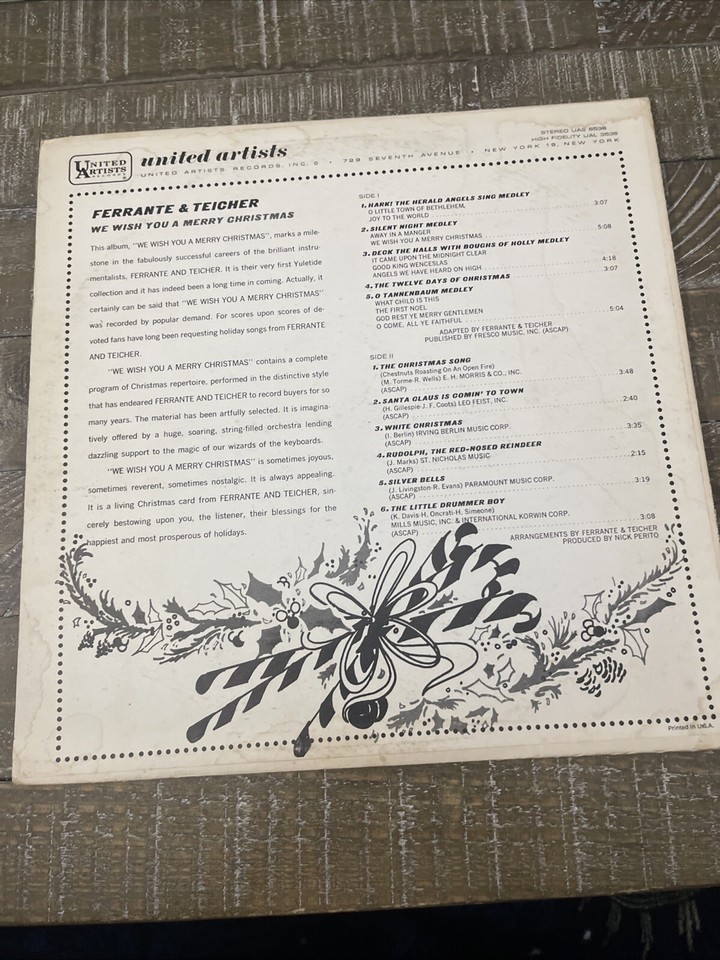 UNITED
ARTISTS
RECORDS
united artists
UNITED ARTISTS RECORDS, INC. • 729 SEVENTH AVENUE • NEW YORK 19, NEW YORK
STEREO UAS 6536
HIGH FIDELITY UAL 3536
FERRANTE & TEICHER
WE WISH YOU A MERRY CHRISTMAS
This album, "WE WISH YOU A MERRY CHRISTMAS", marks a mile-
stone in the fabulously successful careers of the brilliant instru-
mentalists, FERRANTE AND TEICHER. It is their very first Yuletide
collection and it has indeed been a long time in coming. Actually, it
certainly can be said that "WE WISH YOU A MERRY CHRISTMAS"
was recorded by popular demand. For scores upon scores of de-
voted fans have long been requesting holiday songs from FERRANTE
AND TEICHER.
"WE WISH YOU A MERRY CHRISTMAS" contains a complete
program of Christmas repertoire, performed in the distinctive style
that has endeared FERRANTE AND TEICHER to record buyers for so
many years. The material has been artfully selected. It is imagina-
tively offered by a huge, soaring, string-filled orchestra lending
dazzling support to the magic of our wizards of the keyboards.
"WE WISH YOU A MERRY CHRISTMAS" is sometimes joyous,
sometimes reverent, sometimes nostalgic. It is always appealing.
It is a living Christmas card from FERRANTE AND TEICHER, sin-
cerely bestowing upon you, the listener, their blessings for the
happiest and most prosperous of holidays.
SIDE I
1. HARK! THE HERALD ANGELS SING MEDLEY
O LITTLE TOWN OF BETHLEHEM,
JOY TO THE WORLD 3:07
2. SILENT NIGHT MEDLEY
AWAY IN A MANGER
WE WISH YOU A MERRY CHRISTMAS 5:08
3. DECK THE HALLS WITH BOUGHS OF HOLLY MEDLEY
IT CAME UPON THE MIDNIGHT CLEAR
GOOD KING WENCESLAS
ANGELS WE HAVE HEARD ON HIGH 4:18
4. THE TWELVE DAYS OF CHRISTMAS 3:07
5. O TANNENBAUM MEDLEY
WHAT CHILD IS THIS
THE FIRST NOEL
GOD REST YE MERRY GENTLEMEN
O COME, ALL YE FAITHFUL 5:04
ADAPTED BY FERRANTE & TEICHER
PUBLISHED BY FRESCO MUSIC, INC. (ASCAP)
SIDE II
1. THE CHRISTMAS SONG
(Chestnuts Roasting On An Open Fire)
(M. Torme-R. Wells) E. H. MORRIS & CO., INC.
(ASCAP) 3:48
2. SANTA CLAUS IS COMIN' TO TOWN
(H. Gillespie-J. F. Coots) LEO FEIST, INC.
(ASCAP) 2:40
3. WHITE CHRISTMAS
(I. Berlin) IRVING BERLIN MUSIC CORP.
(ASCAP) 3:35
4. RUDOLPH, THE RED-NOSED REINDEER
(J. Marks) ST. NICHOLAS MUSIC
(ASCAP) 2:15
5. SILVER BELLS
(J. Livingston-R. Evans) PARAMOUNT MUSIC CORP.
(ASCAP) 3:19
6. THE LITTLE DRUMMER BOY
(K. Davis-H. Onorati-H. Simeone)
MILLS MUSIC, INC. & INTERNATIONAL KORWIN CORP.
(ASCAP) 3:08
ARRANGEMENTS BY FERRANTE & TEICHER
PRODUCED BY NICK PERITO
Printed in U.S.A.